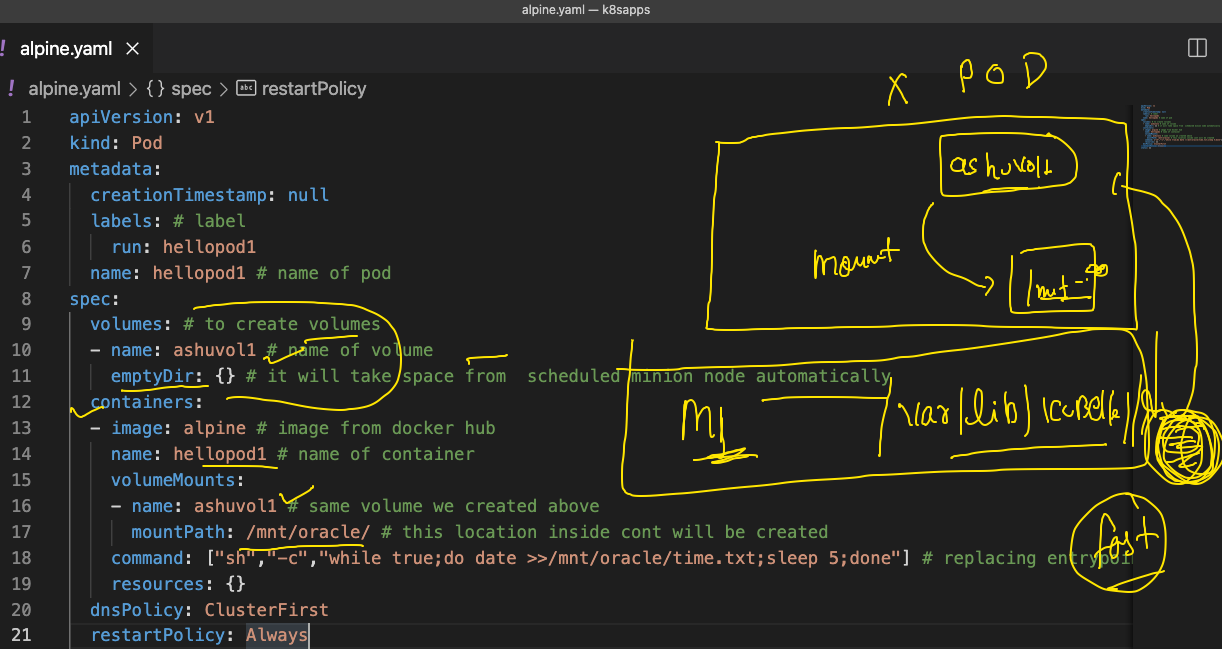 alpine.yaml — k8sapps
! alpine.yaml ×
! alpine.yaml > {} spec > abc restartPolicy
1 apiVersion: v1
2 kind: Pod
3 metadata:
4 creationTimestamp: null
5 labels: # label
6 run: hellopod1
7 name: hellopod1 # name of pod
8 spec:
9 volumes: # to create volumes
10 - name: ashuvol1 # name of volume
11 emptyDir: {} # it will take space from  scheduled minion node automatically
12 containers:
13 - image: alpine # image from docker hub
14 name: hellopod1 # name of container
15 volumeMounts:
16 - name: ashuvol1 # same volume we created above
17 mountPath: /mnt/oracle/ # this location inside cont will be created
18 command: ["sh","-c","while true;do date >>/mnt/oracle/time.txt;sleep 5;done"] # replacing entrypoi
19 resources: {}
20 dnsPolicy: ClusterFirst
21 restartPolicy: Always
X POD
ashuvol1
mount
M1
var/lib/
fast